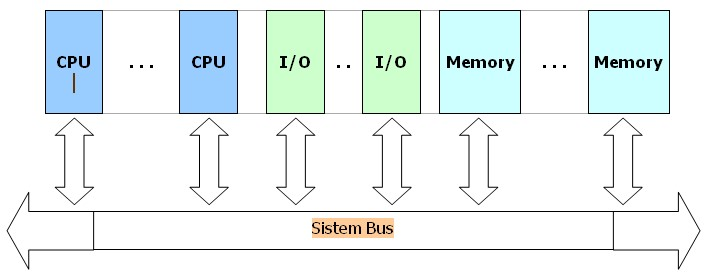 CPU ... CPU I/O .. I/O Memory ... Memory
Sistem Bus